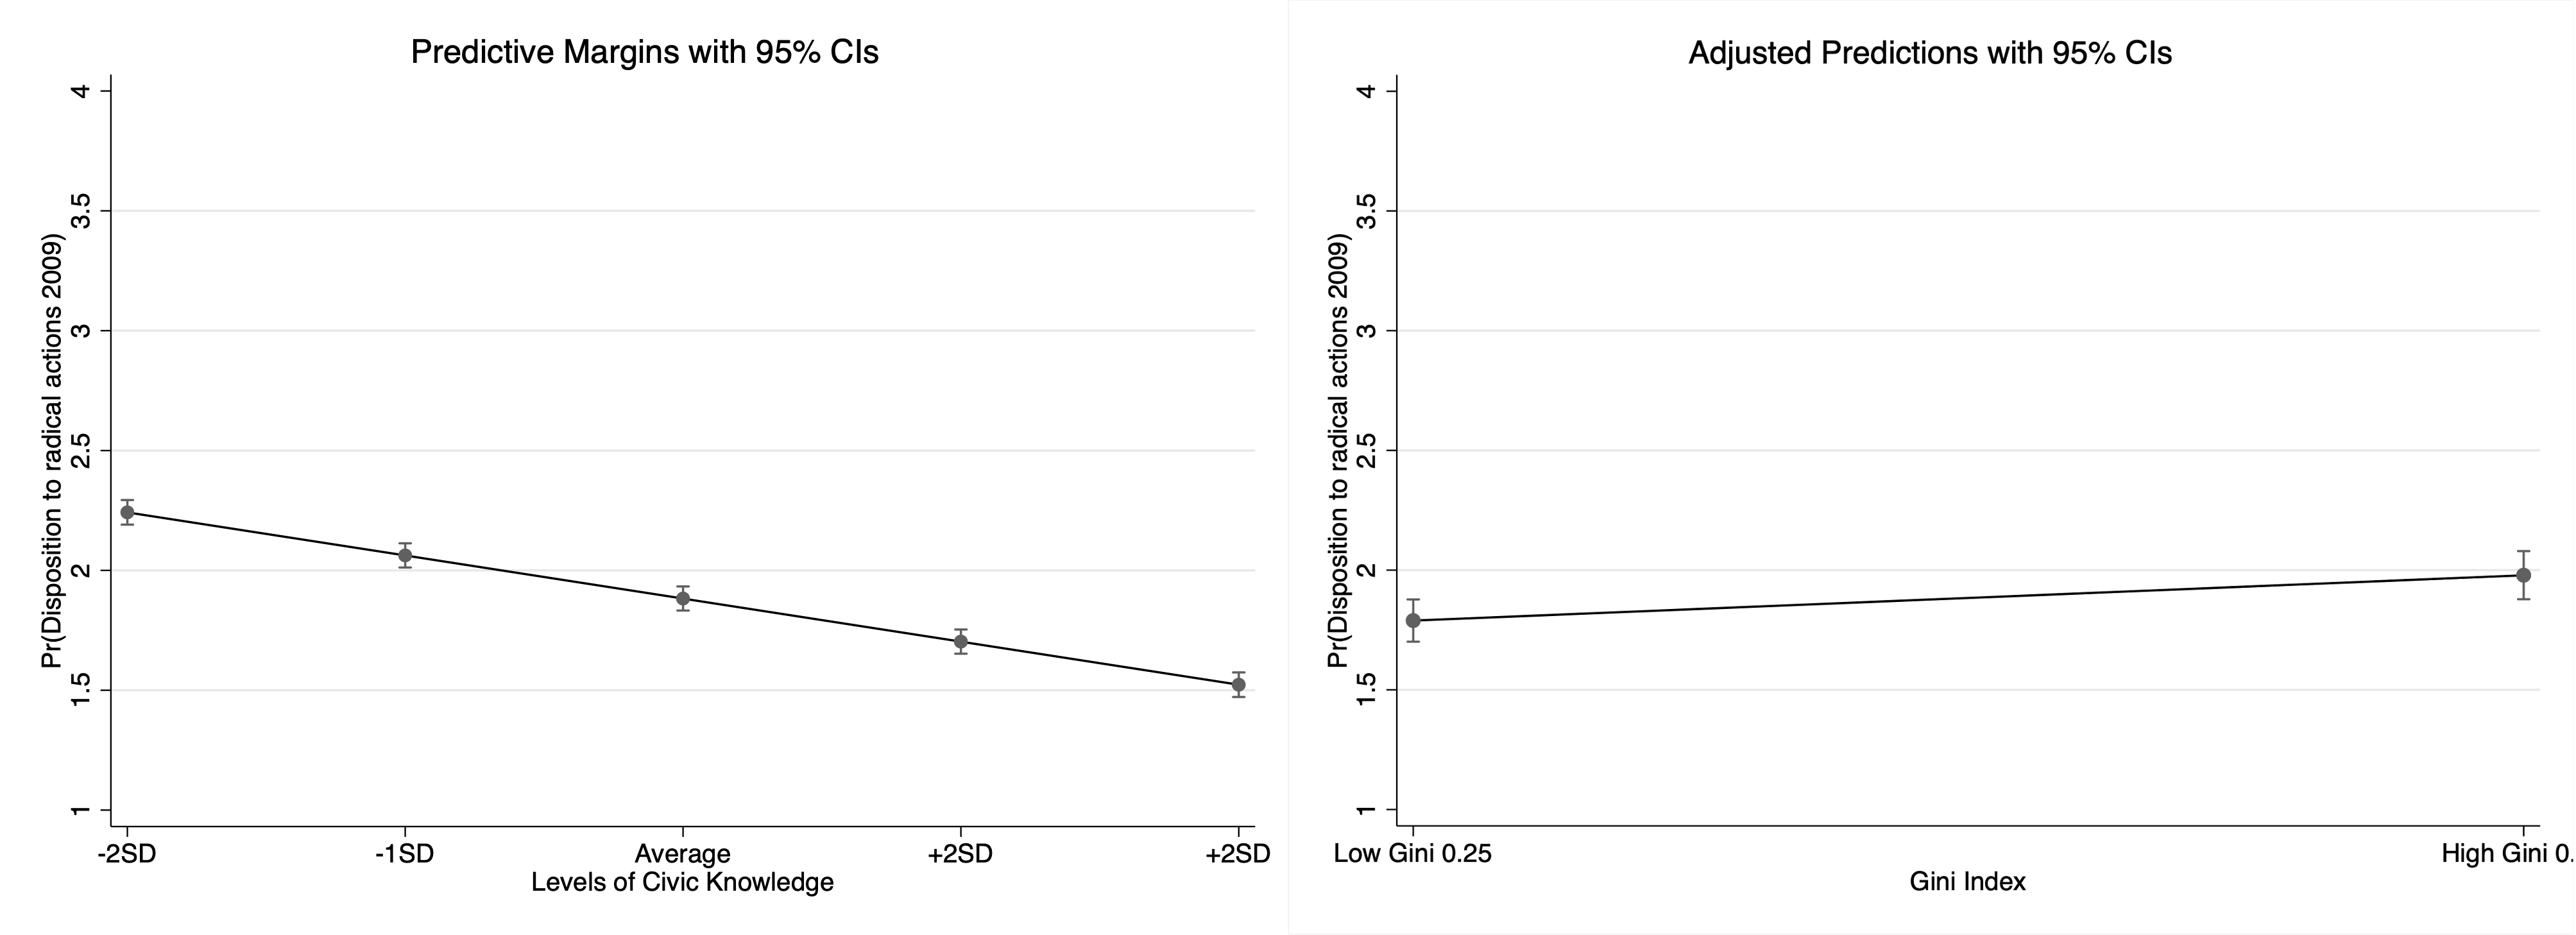 Predictive Margins with 95% CIs
Pr(Disposition to radical actions 2009)
4
3.5
3
2.5
2
1.5
1
-2SD -1SD Average +2SD +2SD
Levels of Civic Knowledge
Adjusted Predictions with 95% CIs
Pr(Disposition to radical actions 2009)
4
3.5
3
2.5
2
1.5
1
Low Gini 0.25 High Gini 0.
Gini Index